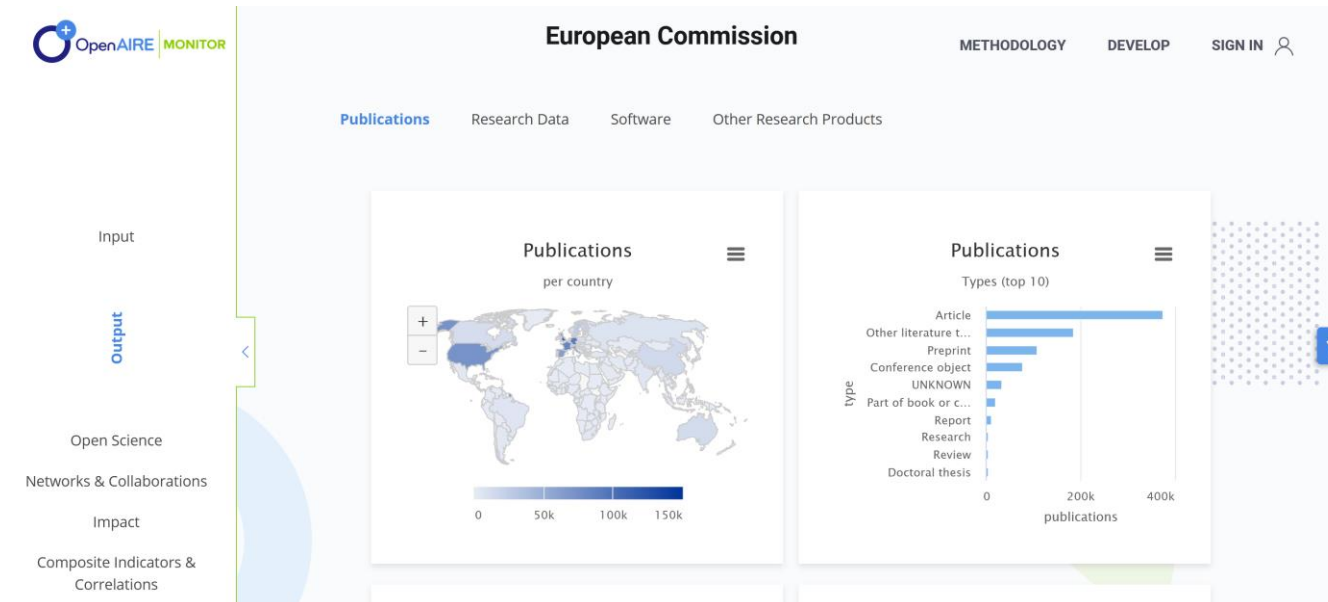 OpenAIRE MONITOR
European Commission
METHODOLOGY DEVELOP SIGN IN
Publications Research Data Software Other Research Products
Input
Output
Open Science
Networks & Collaborations
Impact
Composite Indicators &
Correlations
Publications
per country
+
−
0 50k 100k 150k
Publications
Types (top 10)
type
Article
Other literature t...
Preprint
Conference object
UNKNOWN
Part of book or c...
Report
Research
Review
Doctoral thesis
0 200k 400k
publications